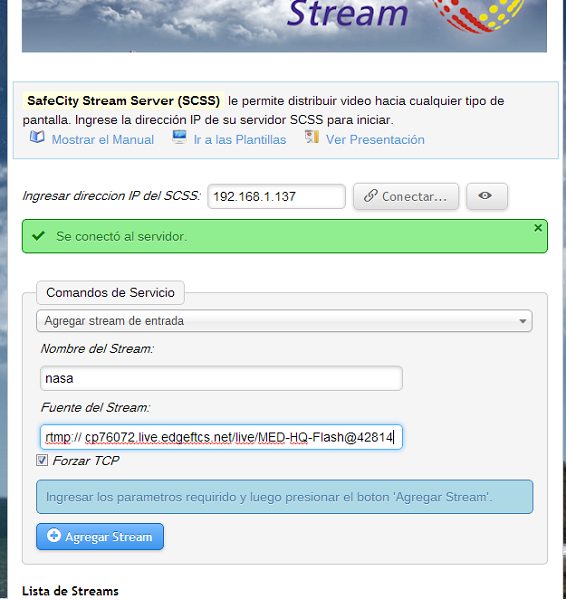 Stream
SafeCity Stream Server (SCSS) le permite distribuir video hacia cualquier tipo de
pantalla. Ingrese la dirección IP de su servidor SCSS para iniciar.
Mostrar el Manual Ir a las Plantillas Ver Presentación
Ingresar direccion IP del SCSS: 192.168.1.137 Conectar...
Se conectó al servidor.
Comandos de Servicio
Agregar stream de entrada
Nombre del Stream:
nasa
Fuente del Stream:
rtmp:// cp76072.live.edgeftcs.net/live/MED-HQ-Flash@42814
Forzar TCP
Ingresar los parametros requirido y luego presionar el boton 'Agregar Stream'.
Agregar Stream
Lista de Streams